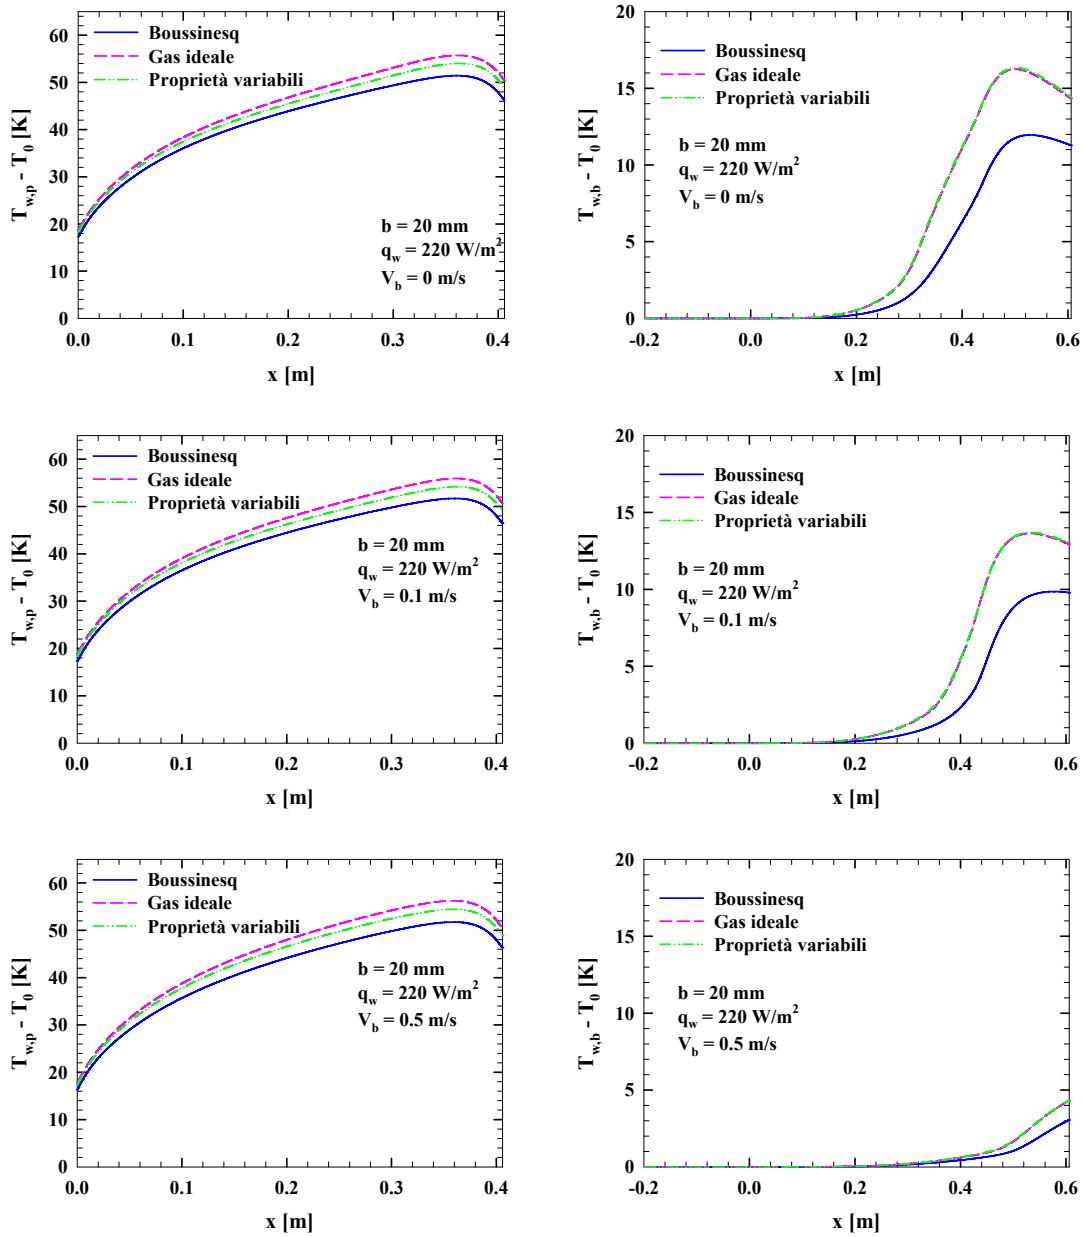 T_w,p - T_0 [K]
60
50
40
30
20
10
0
Boussinesq
Gas ideale
Proprietà variabili
b = 20 mm
q_w = 220 W/m²
V_b = 0 m/s
0.0 0.1 0.2 0.3 0.4
x [m]
T_w,b - T_0 [K]
20
15
10
5
0
Boussinesq
Gas ideale
Proprietà variabili
b = 20 mm
q_w = 220 W/m²
V_b = 0 m/s
-0.2 0.0 0.2 0.4 0.6
x [m]
T_w,p - T_0 [K]
60
50
40
30
20
10
0
Boussinesq
Gas ideale
Proprietà variabili
b = 20 mm
q_w = 220 W/m²
V_b = 0.1 m/s
0.0 0.1 0.2 0.3 0.4
x [m]
T_w,b - T_0 [K]
20
15
10
5
0
Boussinesq
Gas ideale
Proprietà variabili
b = 20 mm
q_w = 220 W/m²
V_b = 0.1 m/s
-0.2 0.0 0.2 0.4 0.6
x [m]
T_w,p - T_0 [K]
60
50
40
30
20
10
0
Boussinesq
Gas ideale
Proprietà variabili
b = 20 mm
q_w = 220 W/m²
V_b = 0.5 m/s
0.0 0.1 0.2 0.3 0.4
x [m]
T_w,b - T_0 [K]
20
15
10
5
0
Boussinesq
Gas ideale
Proprietà variabili
b = 20 mm
q_w = 220 W/m²
V_b = 0.5 m/s
-0.2 0.0 0.2 0.4 0.6
x [m]